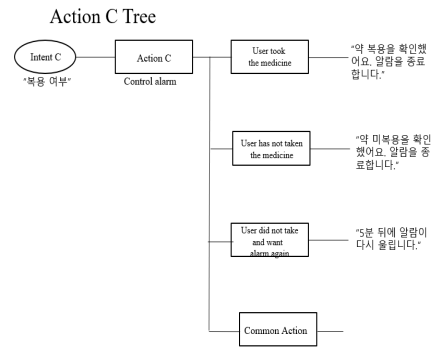 Action C Tree
Intent C
"복용 여부"
Action C
Control alarm
User took
the medicine
"약 복용을 확인했
어요. 알람을 종료
합니다."
User has not taken
the medicine
"약 미복용을 확인
했어요. 알람을 종
료합니다."
User did not take
and want
alarm again
"5분 뒤에 알람이
다시 울립니다."
Common Action